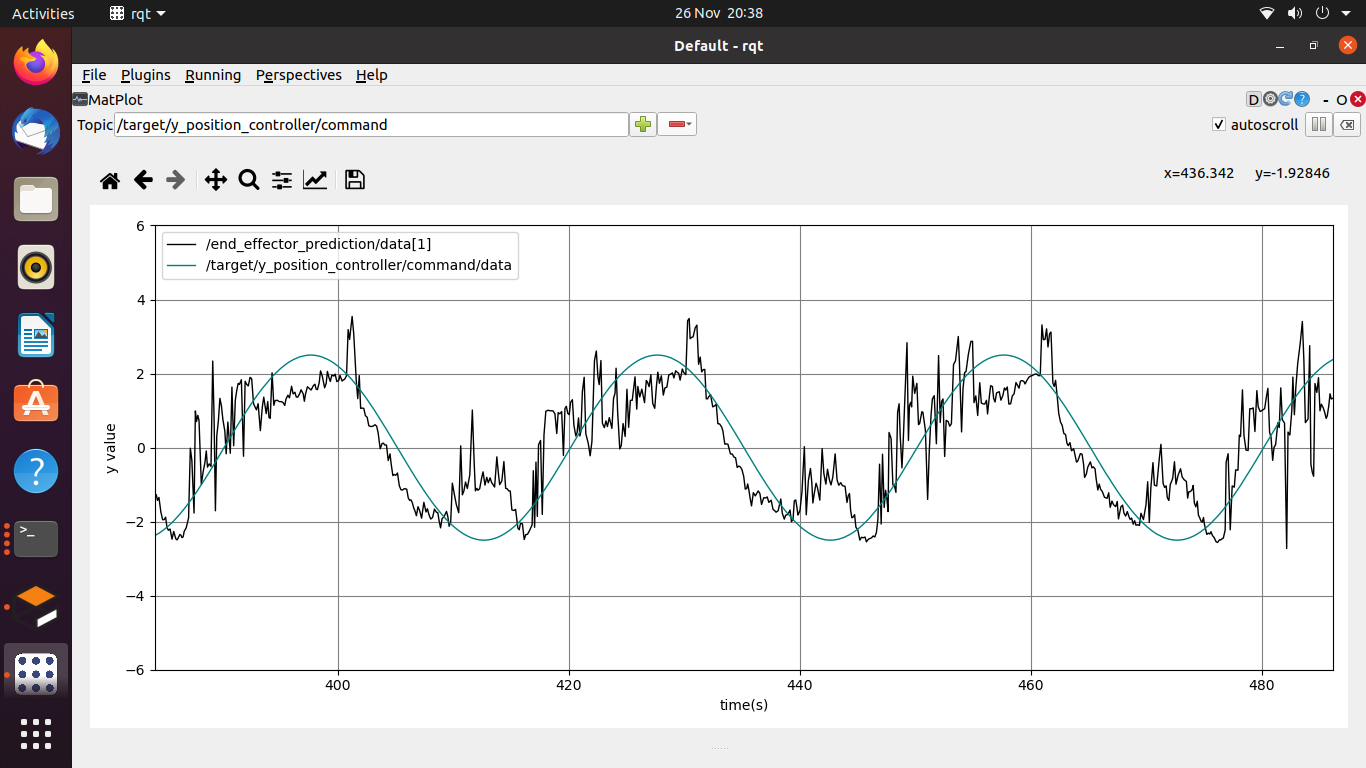 Activities rqt 26 Nov 20:38
Default - rqt
File Plugins Running Perspectives Help
MatPlot D ? - O
Topic /target/y_position_controller/command autoscroll
x=436.342 y=-1.92846
/end_effector_prediction/data[1]
/target/y_position_controller/command/data
6
4
2
0
−2
−4
−6
y value
400 420 440 460 480
time(s)
A
?
>_